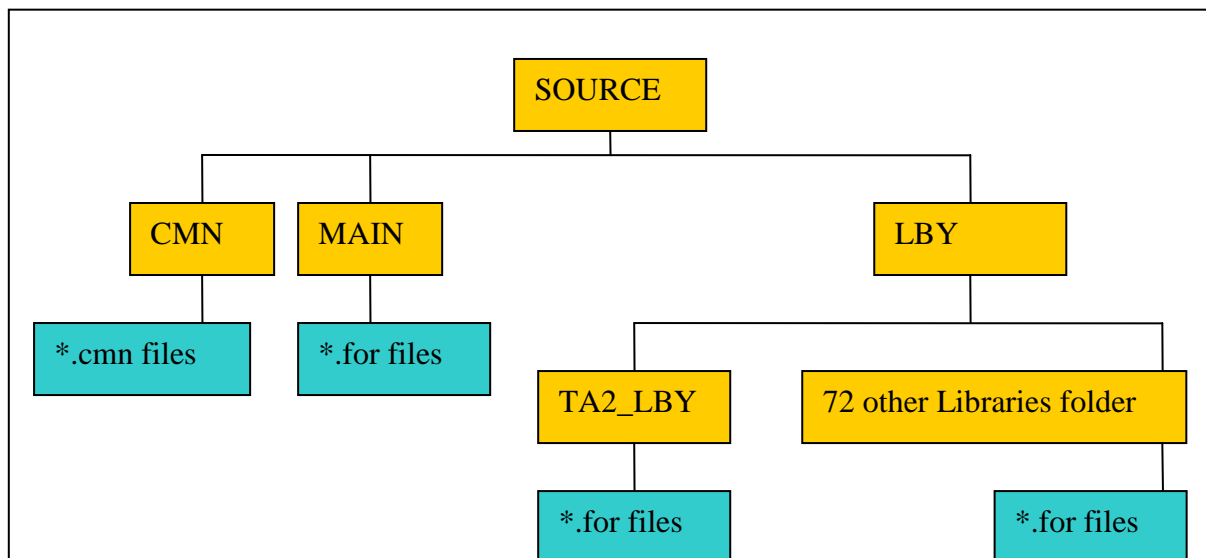 SOURCE
CMN
MAIN
LBY
*.cmn files
*.for files
TA2_LBY
72 other Libraries folder
*.for files
*.for files